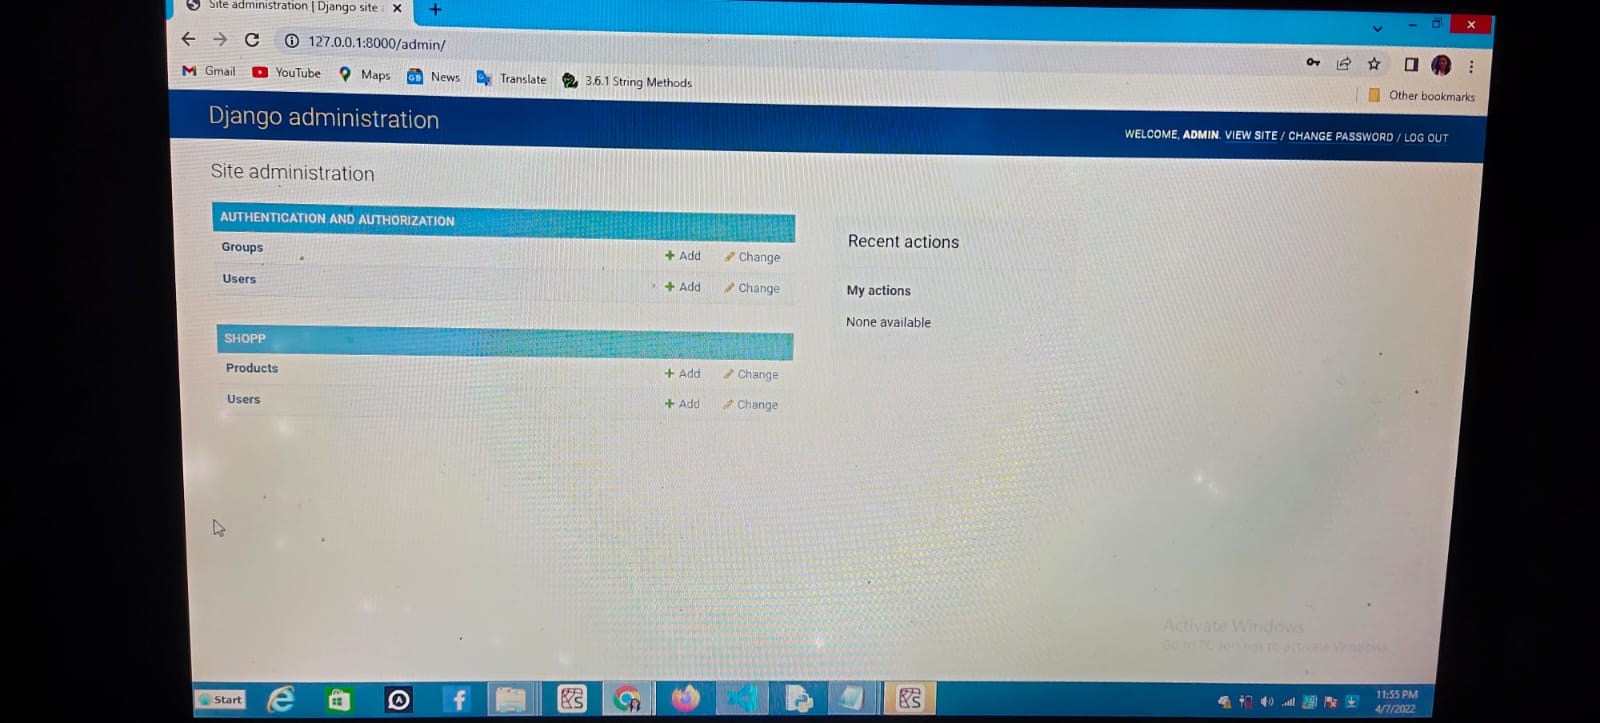 Site administration | Django site
127.0.0.1:8000/admin/
Gmail YouTube Maps News Translate 3.6.1 String Methods
Other bookmarks
Django administration
WELCOME, ADMIN. VIEW SITE / CHANGE PASSWORD / LOG OUT
Site administration
AUTHENTICATION AND AUTHORIZATION
Groups + Add Change
Users + Add Change
SHOPP
Products + Add Change
Users + Add Change
Recent actions
My actions
None available
Activate Windows
Go to PC settings to activate Windows.
Start
11:55 PM
4/7/2022